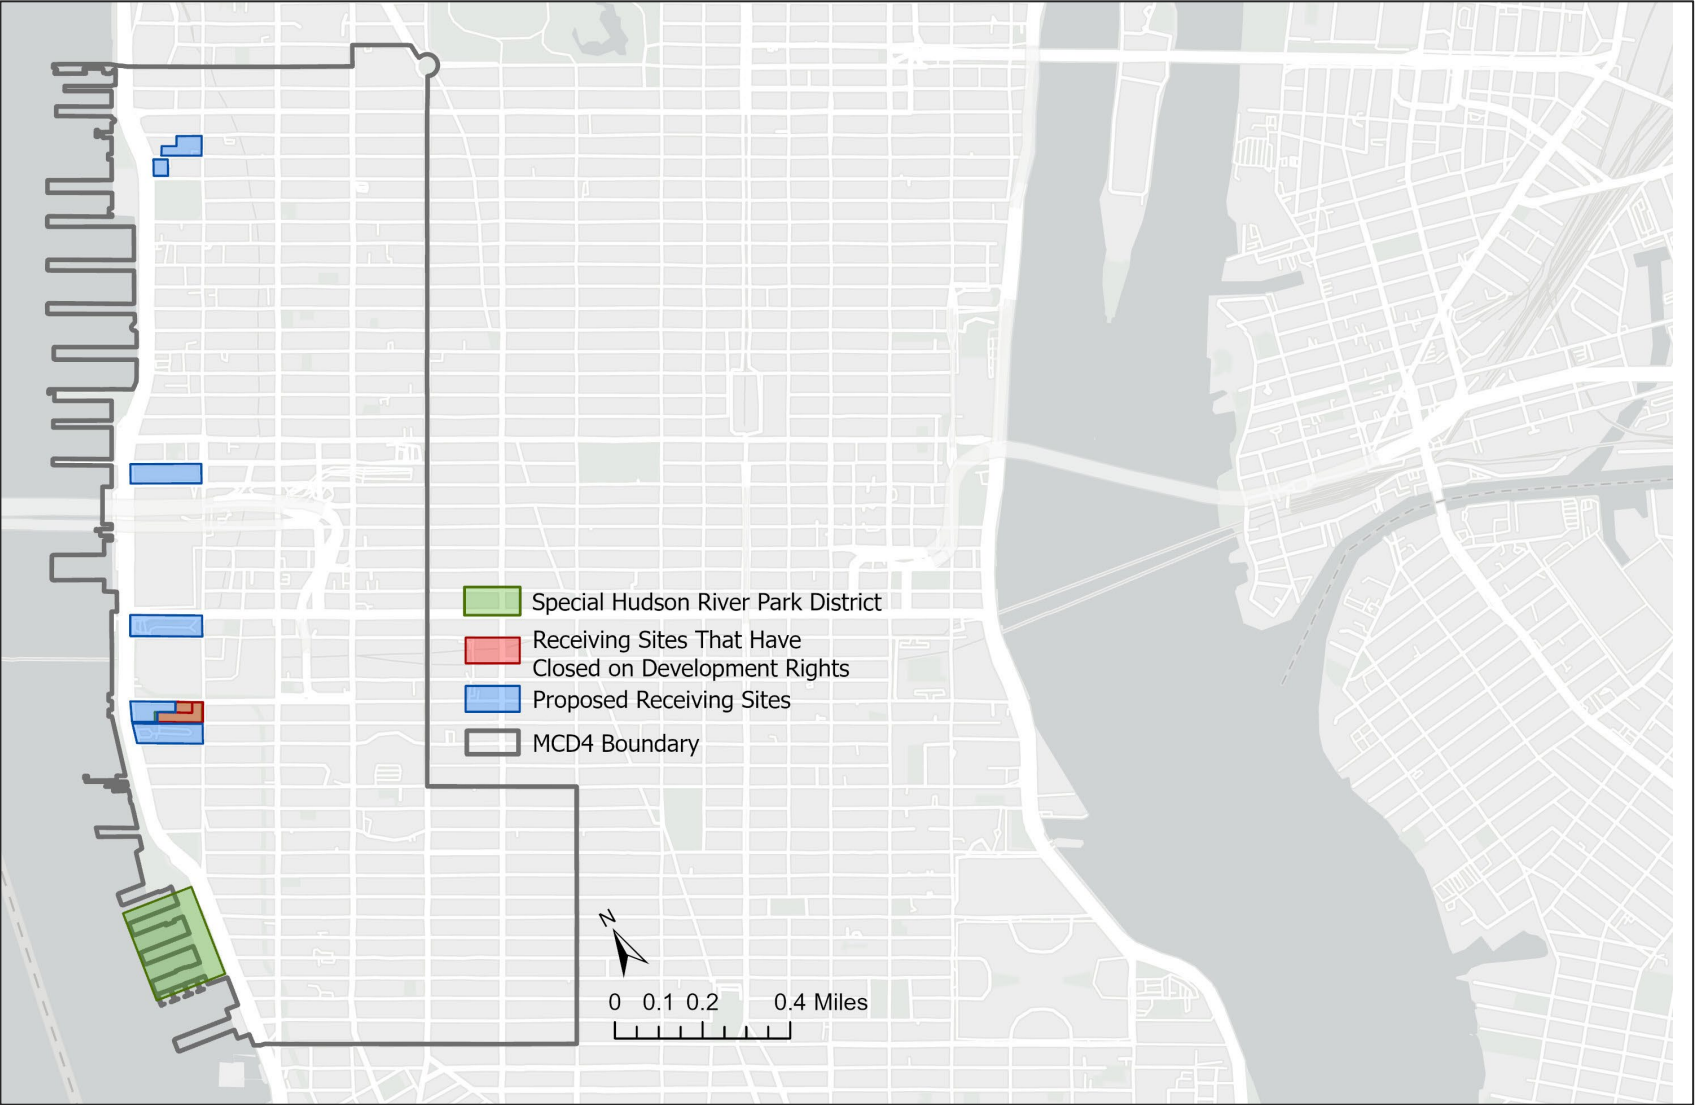 Special Hudson River Park District
Receiving Sites That Have
Closed on Development Rights
Proposed Receiving Sites
MCD4 Boundary
N
0 0.1 0.2 0.4 Miles